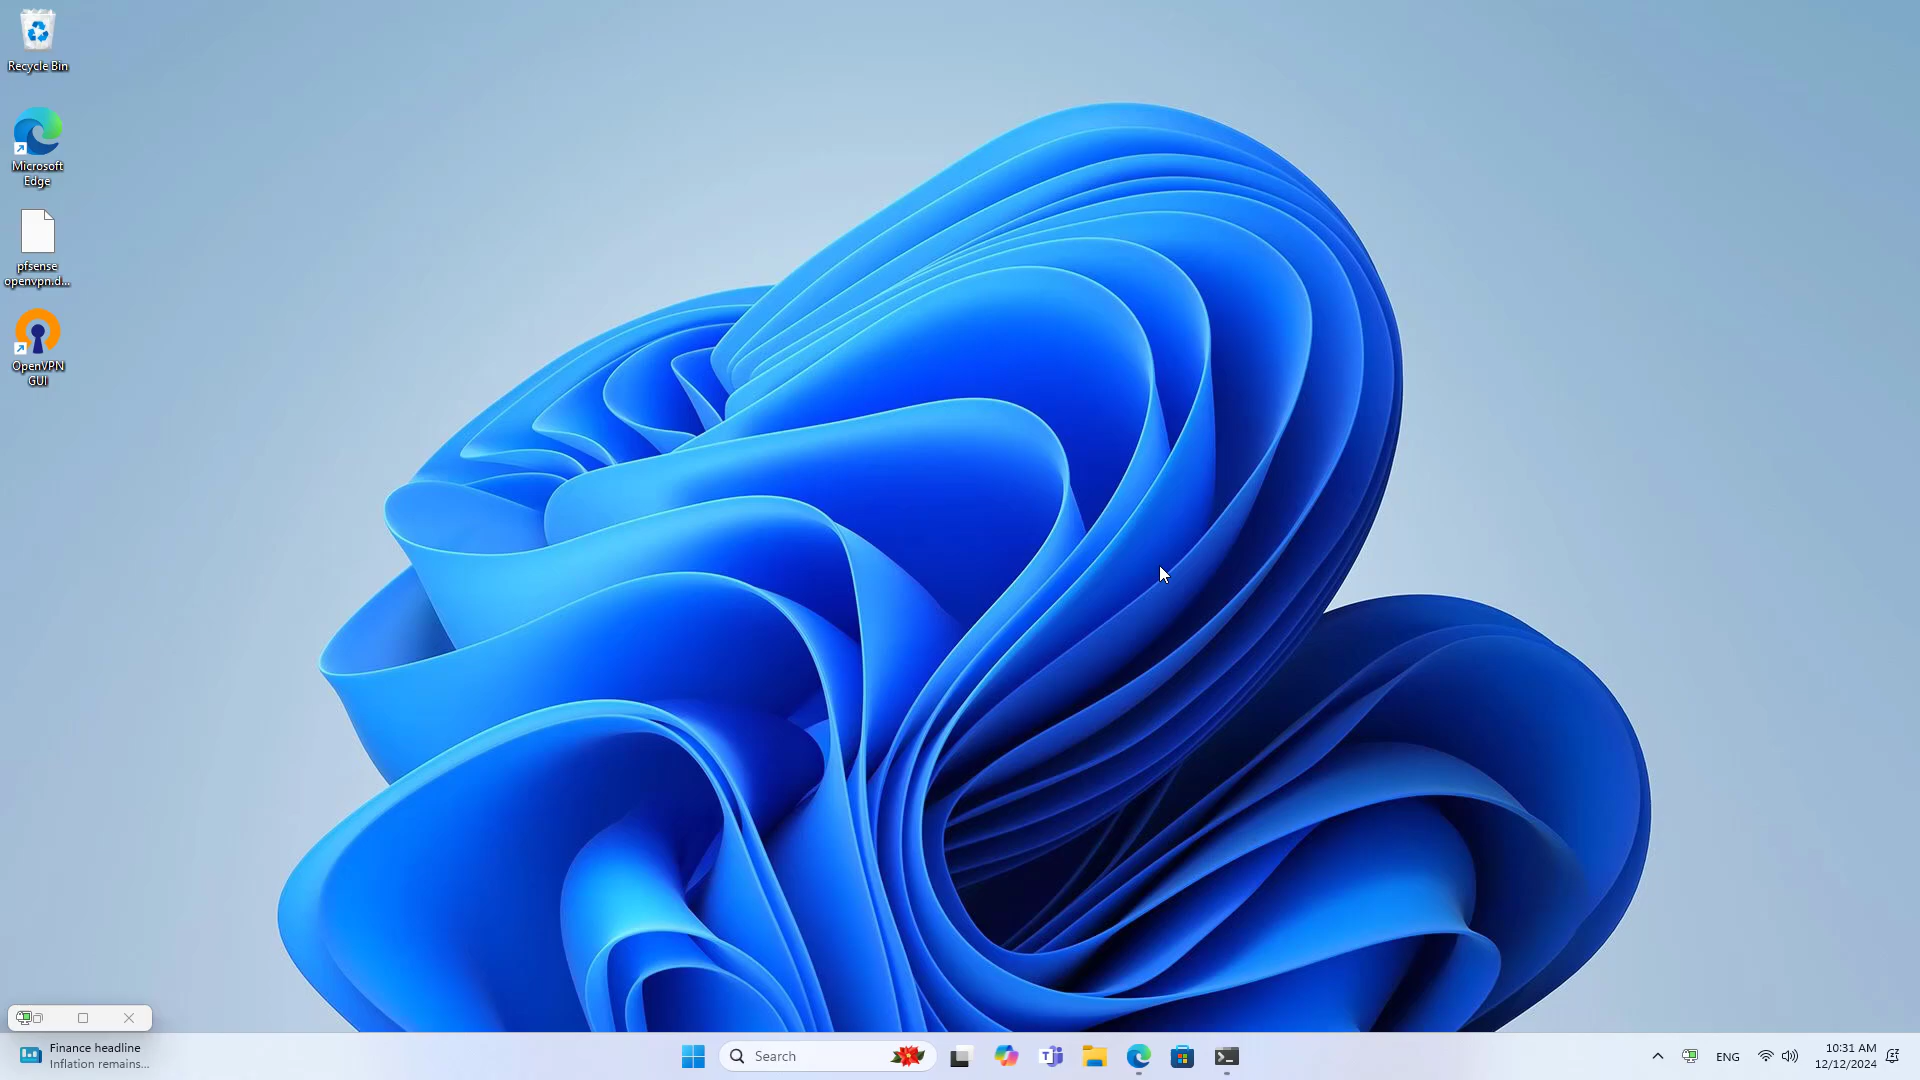 Recycle Bin
Microsoft
Edge
pfsense
openvpn.d...
OpenVPN
GUI
Finance headline
Inflation remains...
Search
ENG
10:31 AM
12/12/2024